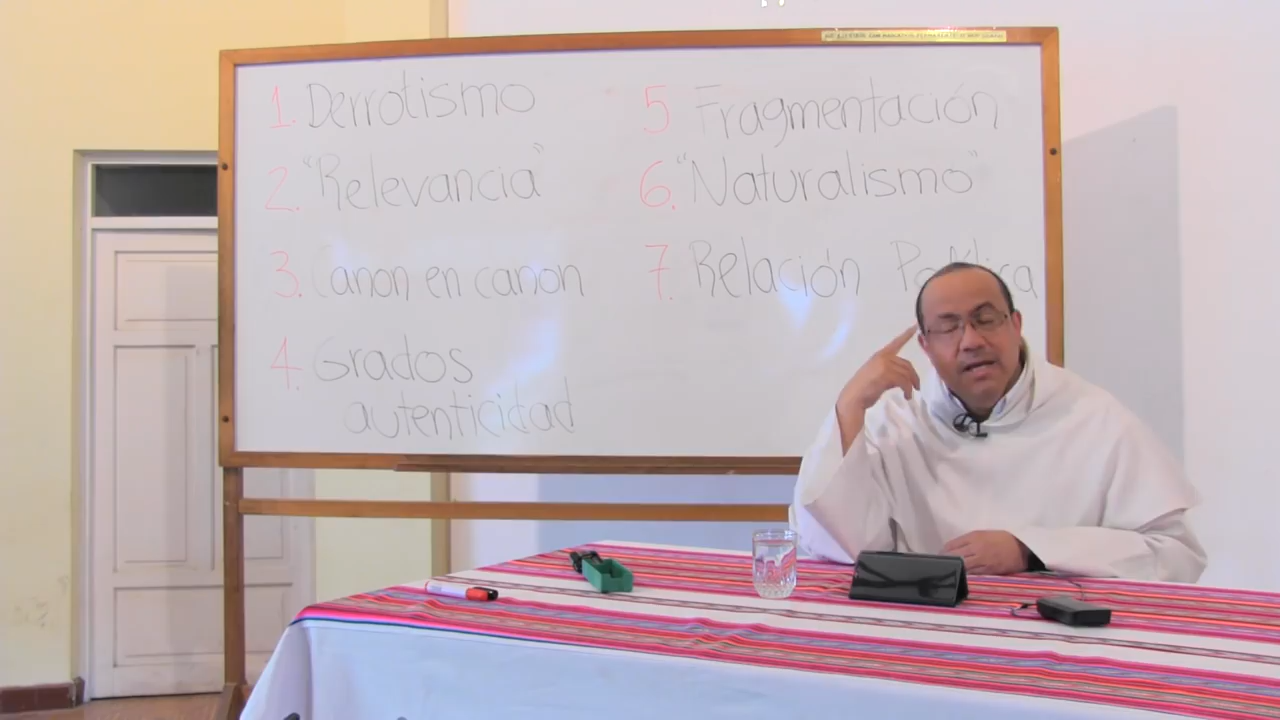 1. Derrotismo
2. "Relevancia"
3. Canon en canon
4. Grados
autenticidad
5 Fragmentación
6. "Naturalismo"
7. Relación